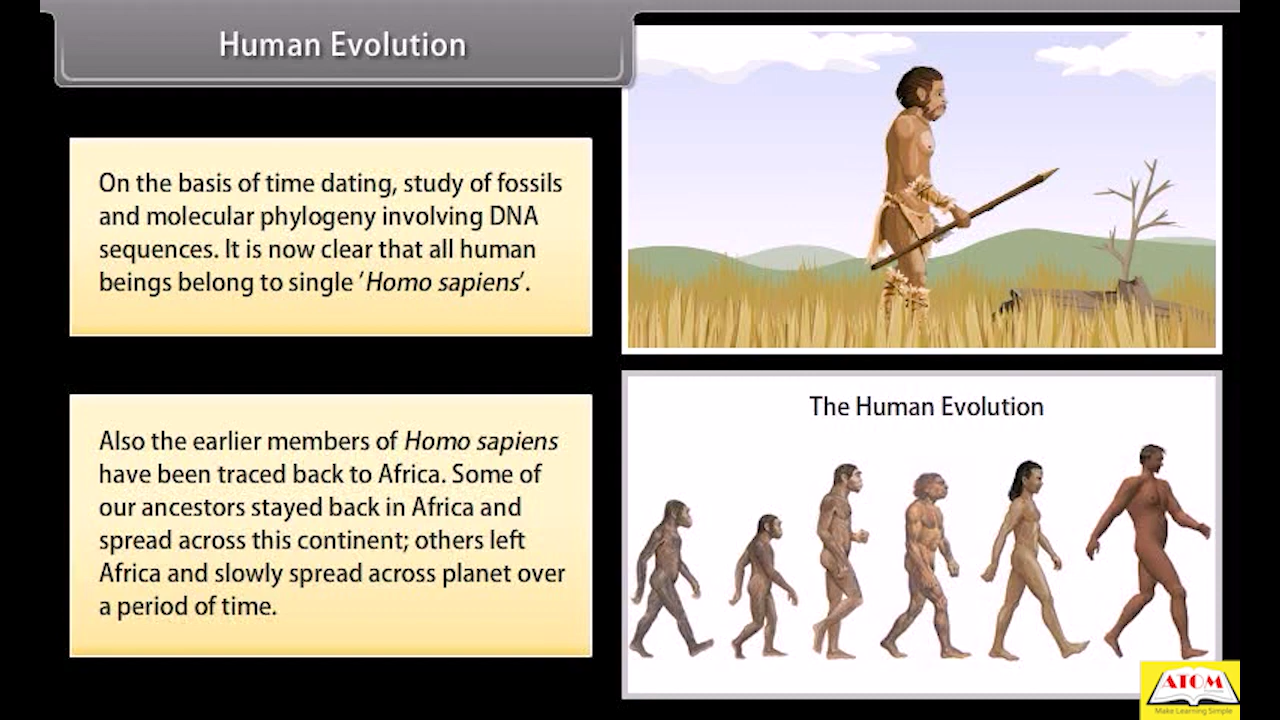 Human Evolution
On the basis of time dating, study of fossils
and molecular phylogeny involving DNA
sequences. It is now clear that all human
beings belong to single ‘Homo sapiens’.
Also the earlier members of Homo sapiens
have been traced back to Africa. Some of
our ancestors stayed back in Africa and
spread across this continent; others left
Africa and slowly spread across planet over
a period of time.
The Human Evolution
ATOM
Make Learning Simple